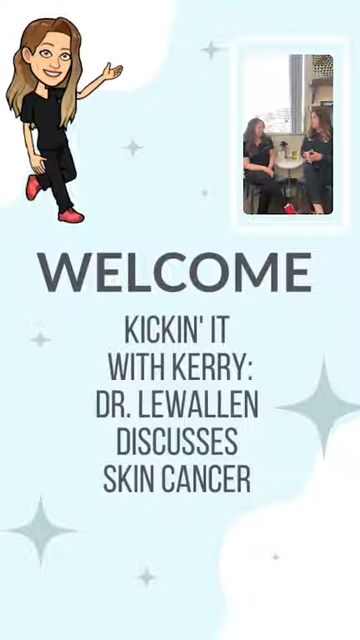 WELCOME
KICKIN' IT
WITH KERRY:
DR. LEWALLEN
DISCUSSES
SKIN CANCER